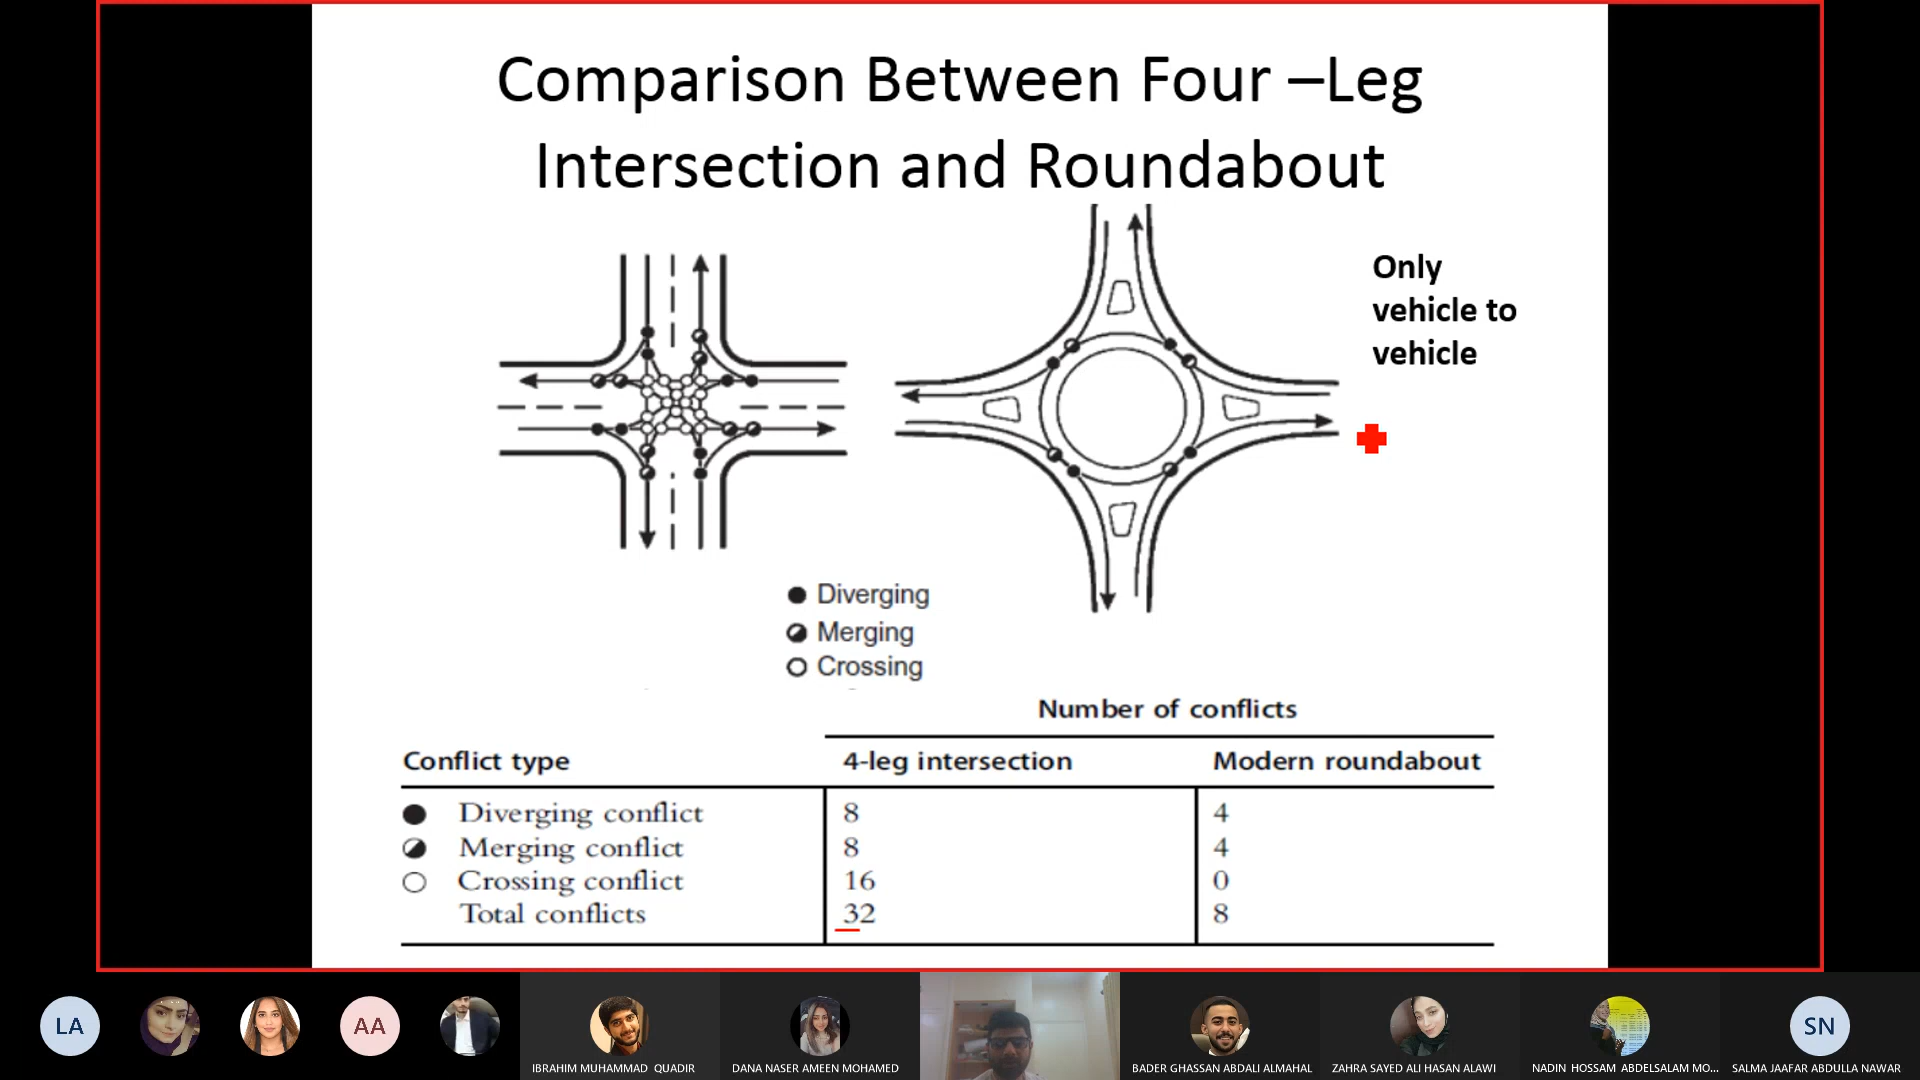 Comparison Between Four –Leg
Intersection and Roundabout
Only
vehicle to
vehicle
Diverging
Merging
Crossing
Number of conflicts
Conflict type 4-leg intersection Modern roundabout
Diverging conflict 8 4
Merging conflict 8 4
Crossing conflict 16 0
Total conflicts 32 8
LA
AA
IBRAHIM MUHAMMAD QUADIR
DANA NASER AMEEN MOHAMED
BADER GHASSAN ABDALI ALMAHAL
ZAHRA SAYED ALI HASAN ALAWI
NADIN HOSSAM ABDELSALAM MO...
SN
SALMA JAAFAR ABDULLA NAWAR